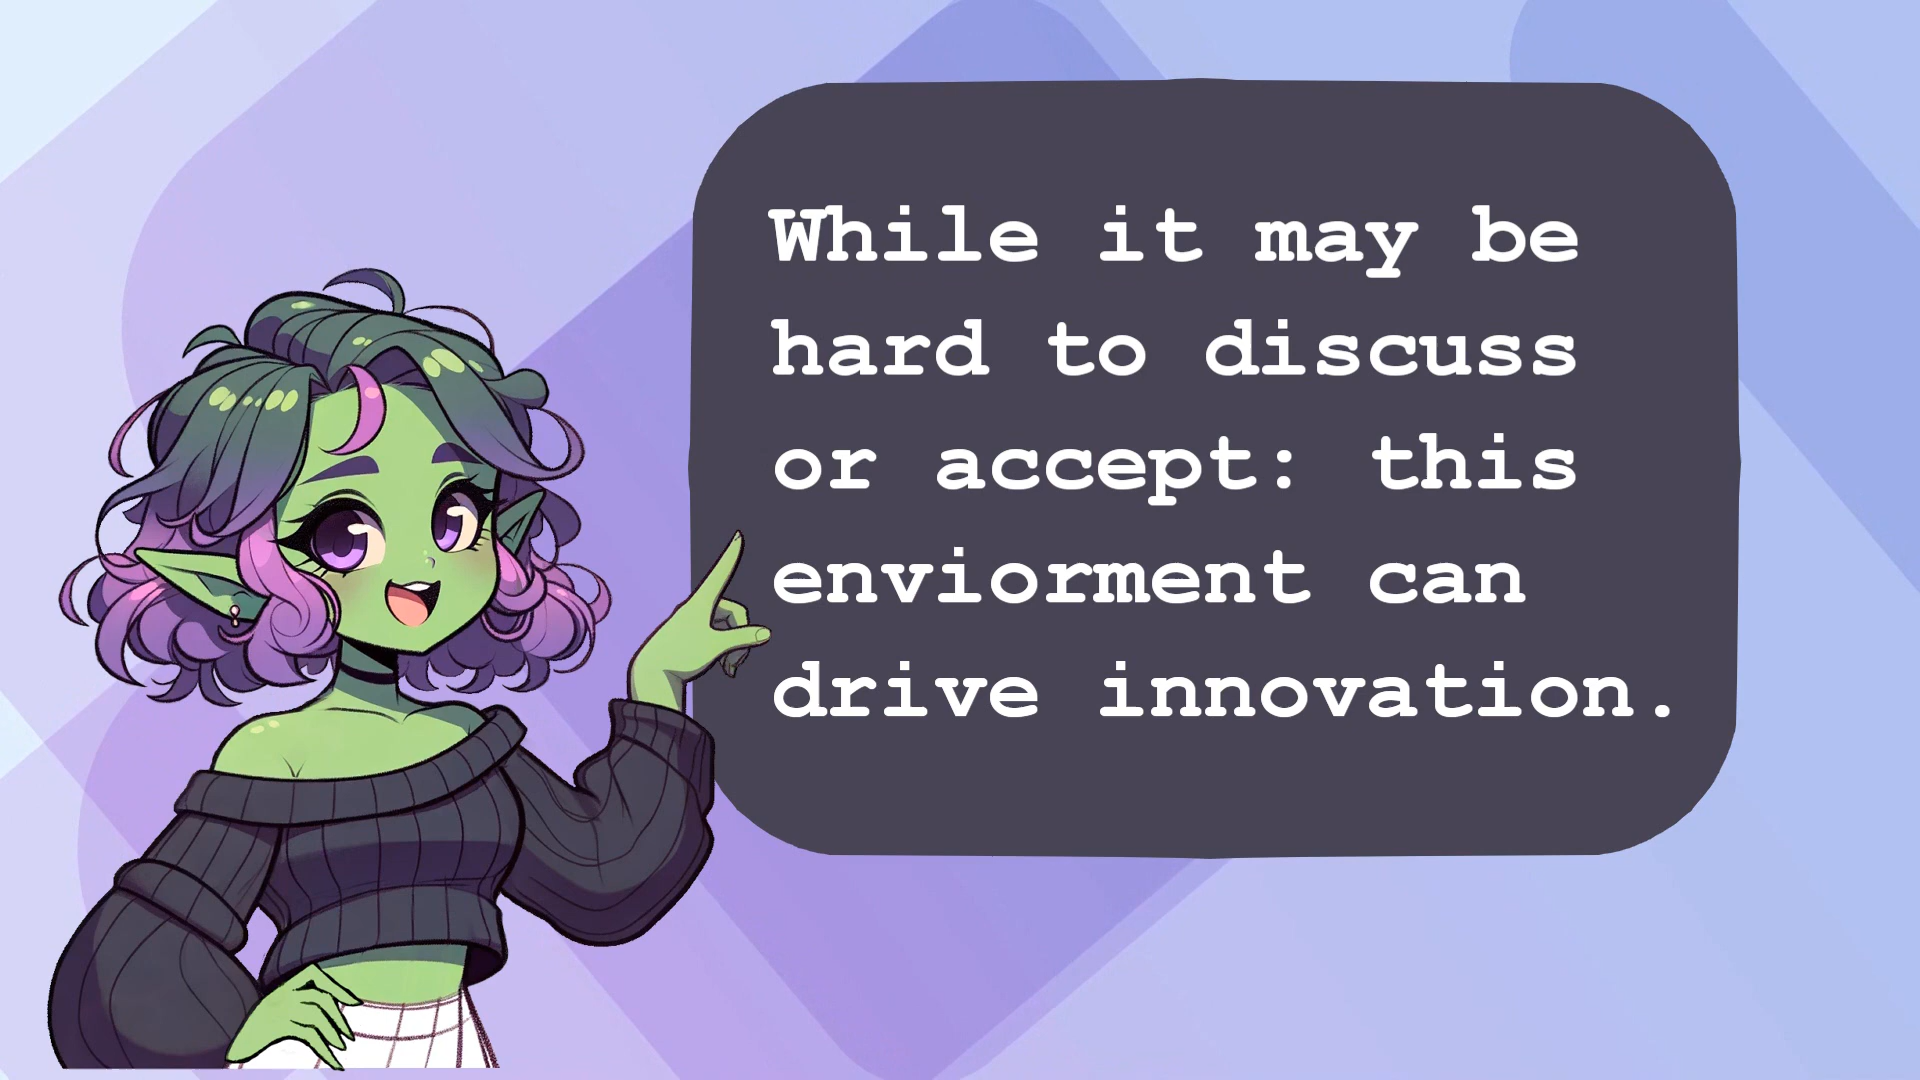 While it may be
hard to discuss
or accept: this
enviorment can
drive innovation.